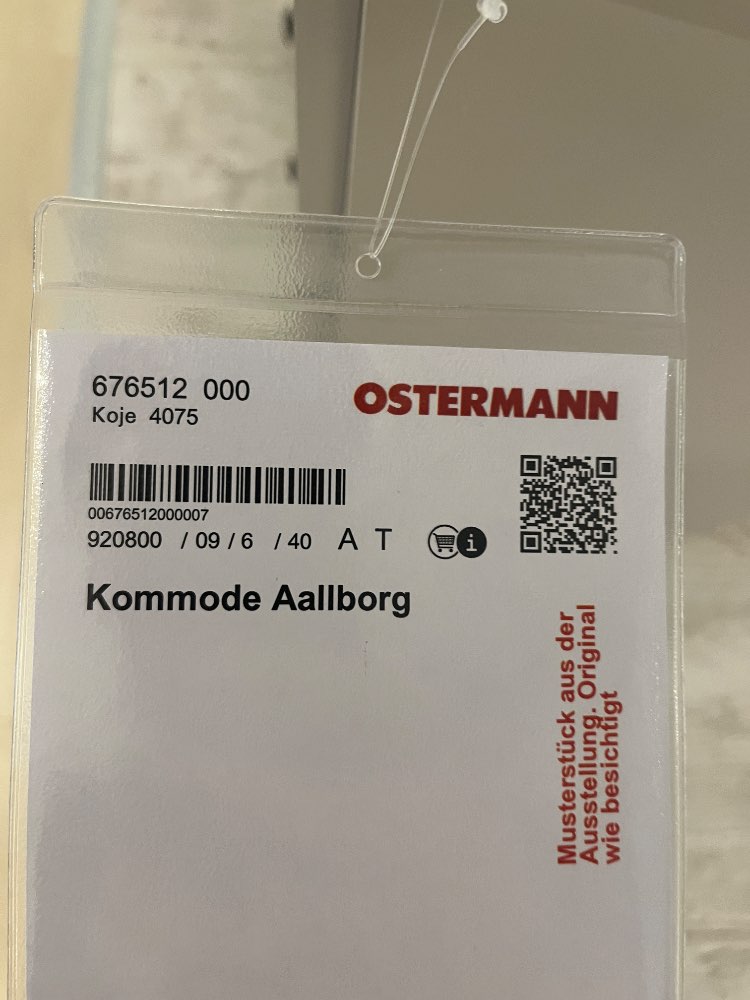 676512 000
OSTERMANN
Koje 4075
00676512000007
920800 / 09 / 6 / 40 A T
i
Kommode Aallborg
Musterstück aus der
Ausstellung. Original
wie besichtigt